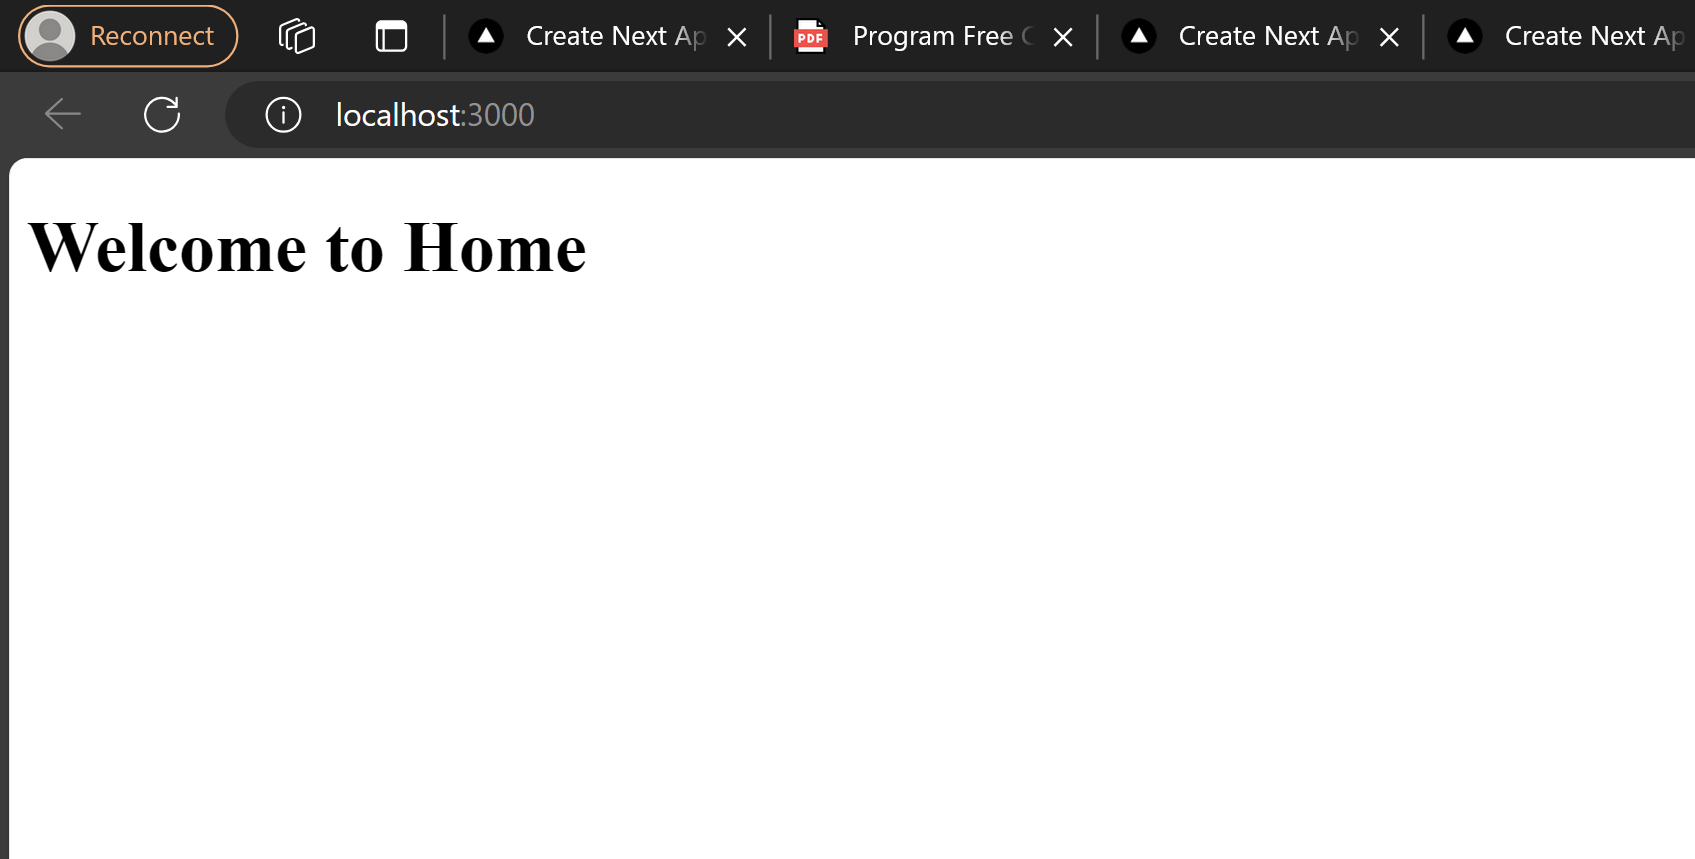 Reconnect
Create Next Ap
PDF
Program Free
Create Next Ap
Create Next Ap
localhost:3000
Welcome to Home